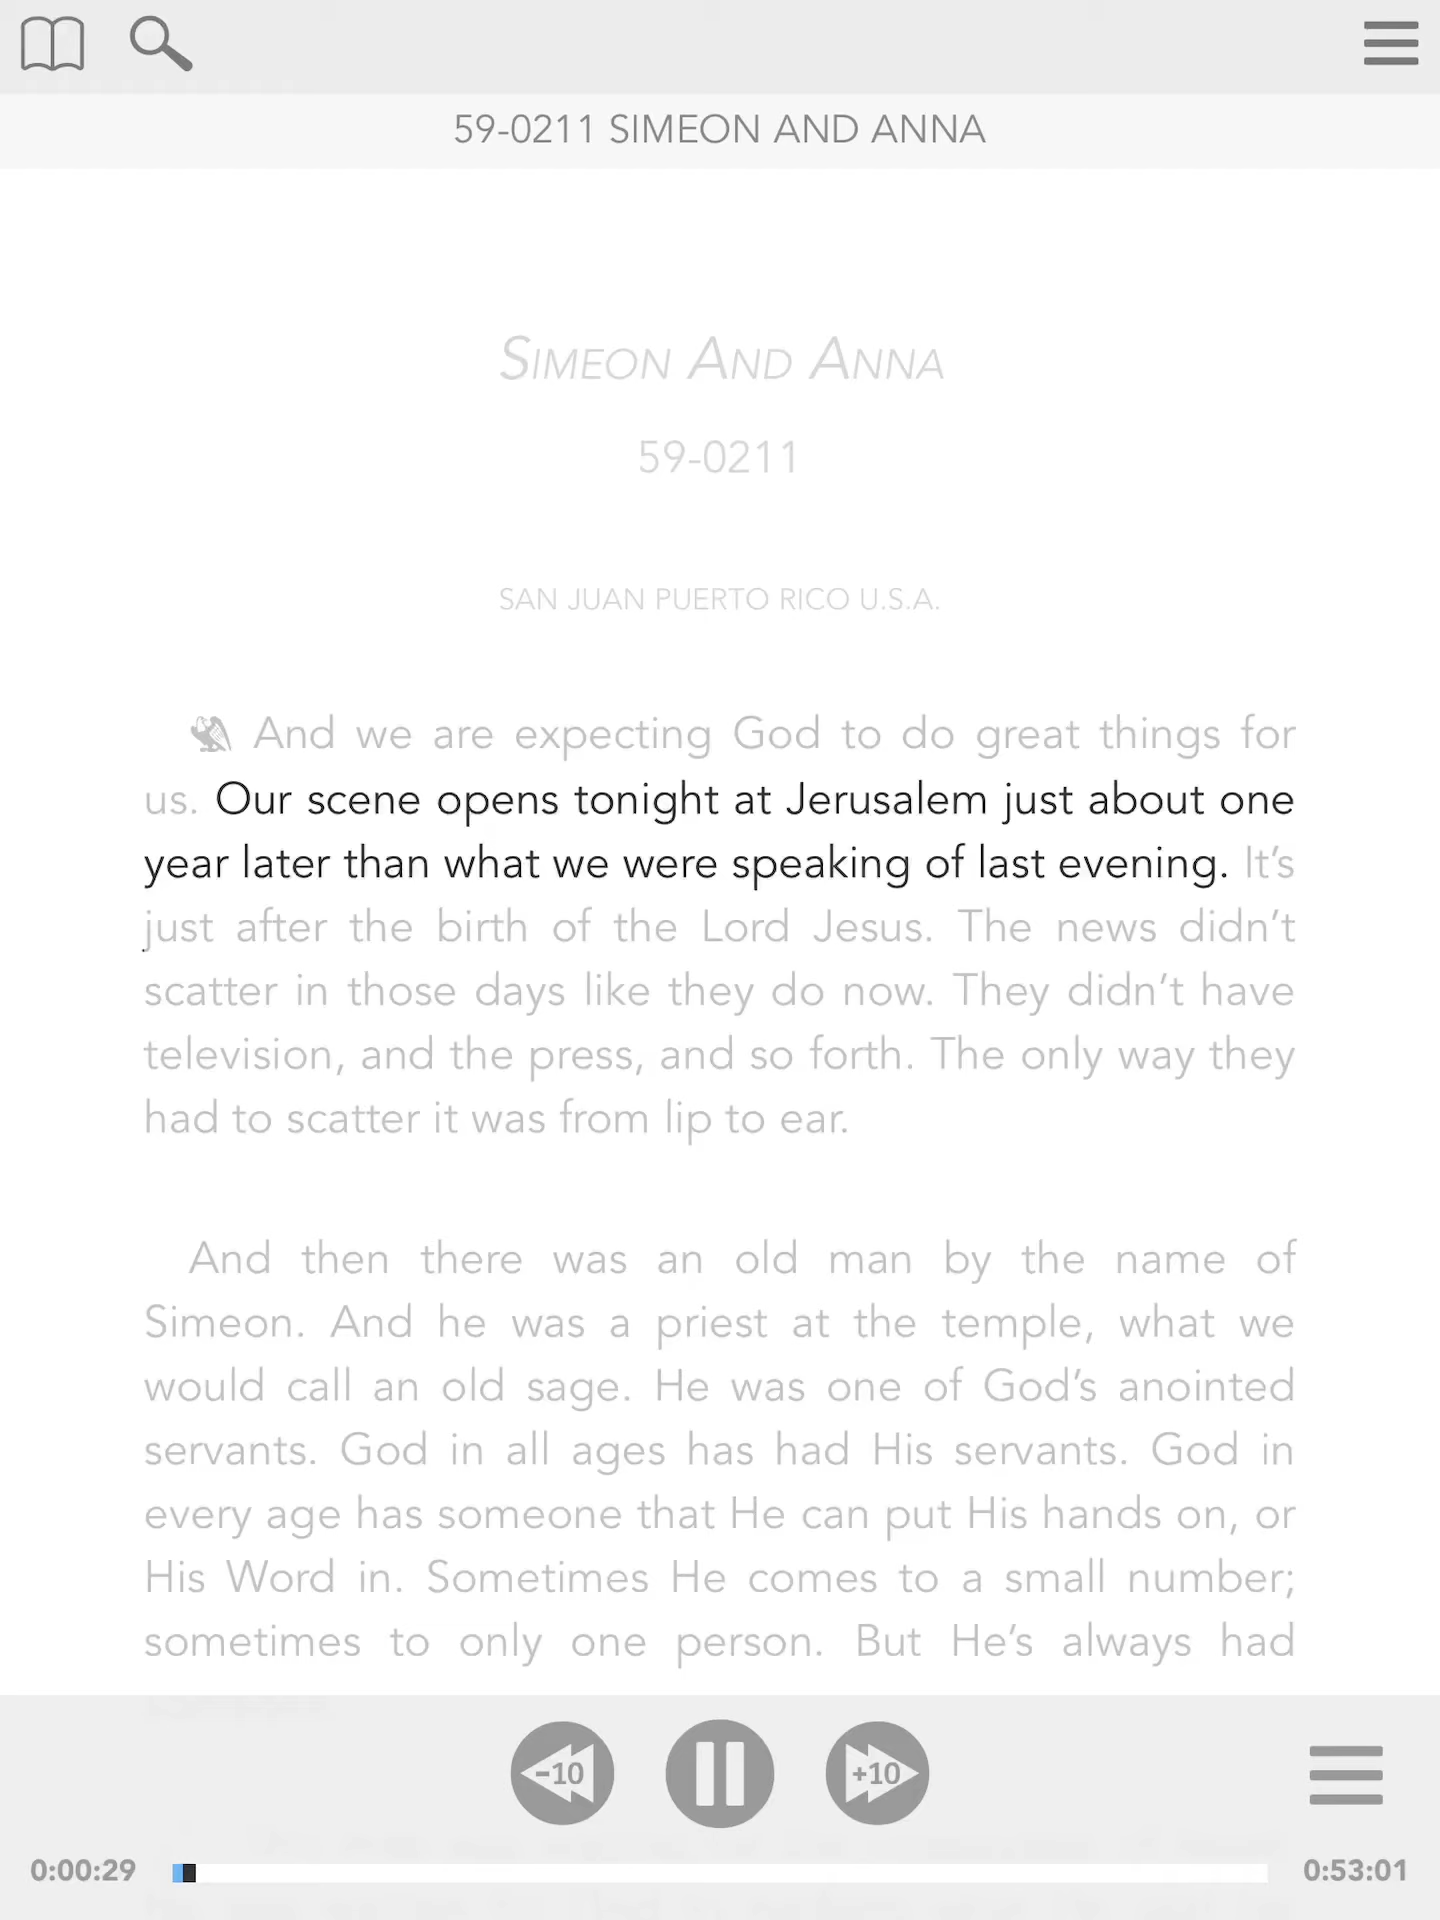 59-0211 SIMEON AND ANNA
SIMEON AND ANNA
59-0211
SAN JUAN PUERTO RICO U.S.A.
And we are expecting God to do great things for
us. Our scene opens tonight at Jerusalem just about one
year later than what we were speaking of last evening. It’s
just after the birth of the Lord Jesus. The news didn’t
scatter in those days like they do now. They didn’t have
television, and the press, and so forth. The only way they
had to scatter it was from lip to ear.
And then there was an old man by the name of
Simeon. And he was a priest at the temple, what we
would call an old sage. He was one of God’s anointed
servants. God in all ages has had His servants. God in
every age has someone that He can put His hands on, or
His Word in. Sometimes He comes to a small number;
sometimes to only one person. But He’s always had
-10 +10
0:00:29 0:53:01